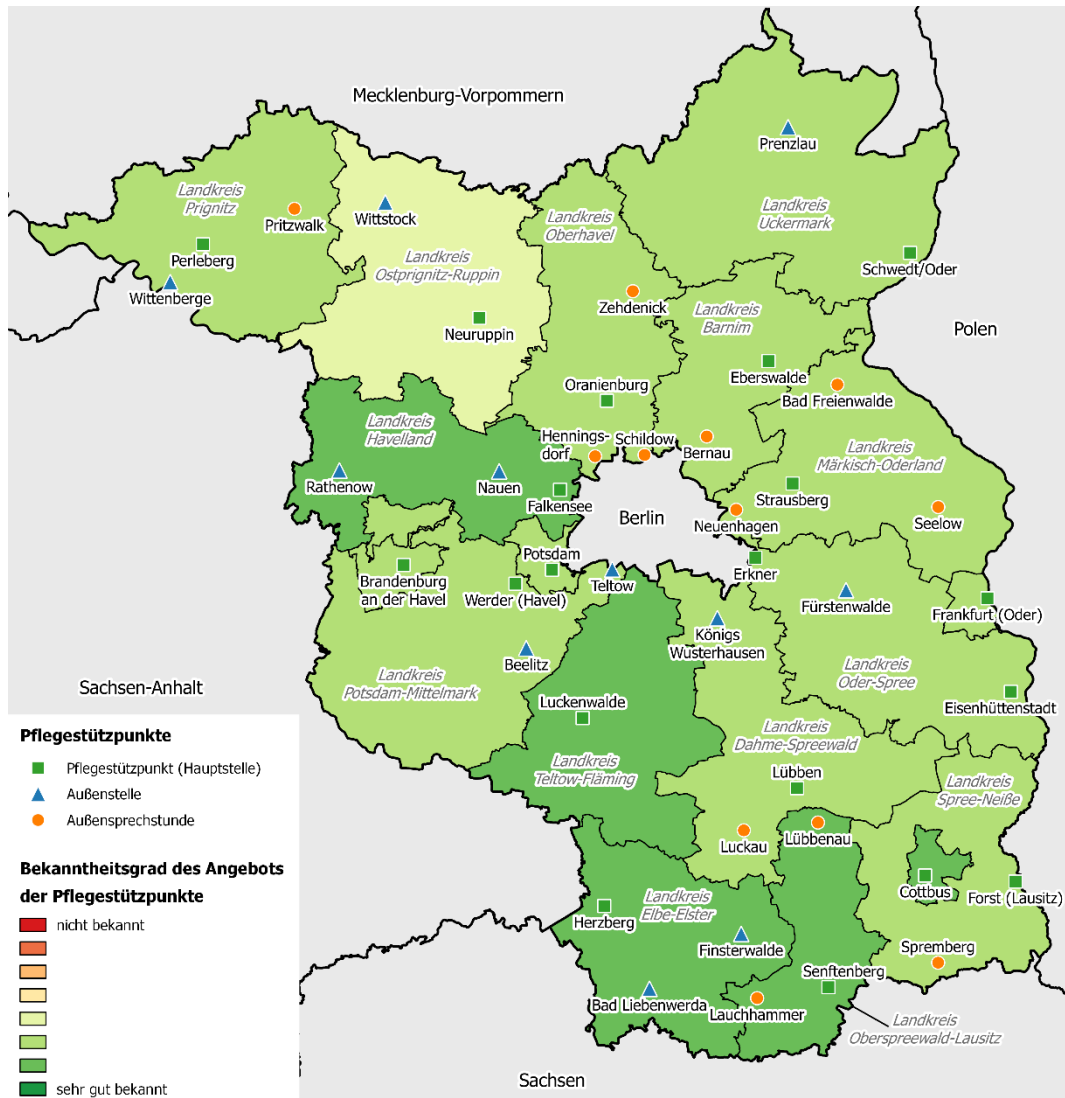 Mecklenburg-Vorpommern
Prenzlau
Landkreis
Prignitz
Pritzwalk
Wittstock
Landkreis
Oberhavel
Landkreis
Uckermark
Perleberg
Landkreis
Ostprignitz-Ruppin
Schwedt/Oder
Wittenberge
Zehdenick
Landkreis
Barnim
Neuruppin
Polen
Eberswalde
Oranienburg
Bad Freienwalde
Landkreis
Havelland
Hennings-
dorf
Schildow
Bernau
Landkreis
Märkisch-Oderland
Rathenow
Nauen
Falkensee
Strausberg
Berlin
Neuenhagen
Seelow
Potsdam
Erkner
Brandenburg
an der Havel
Werder (Havel)
Teltow
Fürstenwalde
Frankfurt (Oder)
Königs
Wusterhausen
Beelitz
Landkreis
Potsdam-Mittelmark
Landkreis
Oder-Spree
Sachsen-Anhalt
Luckenwalde
Eisenhüttenstadt
Landkreis
Dahme-Spreewald
Landkreis
Teltow-Fläming
Lübben
Landkreis
Spree-Neiße
Luckau
Lübbenau
Cottbus
Forst (Lausitz)
Landkreis
Elbe-Elster
Herzberg
Finsterwalde
Spremberg
Senftenberg
Bad Liebenwerda
Lauchhammer
Landkreis
Oberspreewald-Lausitz
Sachsen
Pflegestützpunkte
Pflegestützpunkt (Hauptstelle)
Außenstelle
Außensprechstunde
Bekanntheitsgrad des Angebots
der Pflegestützpunkte
nicht bekannt
sehr gut bekannt